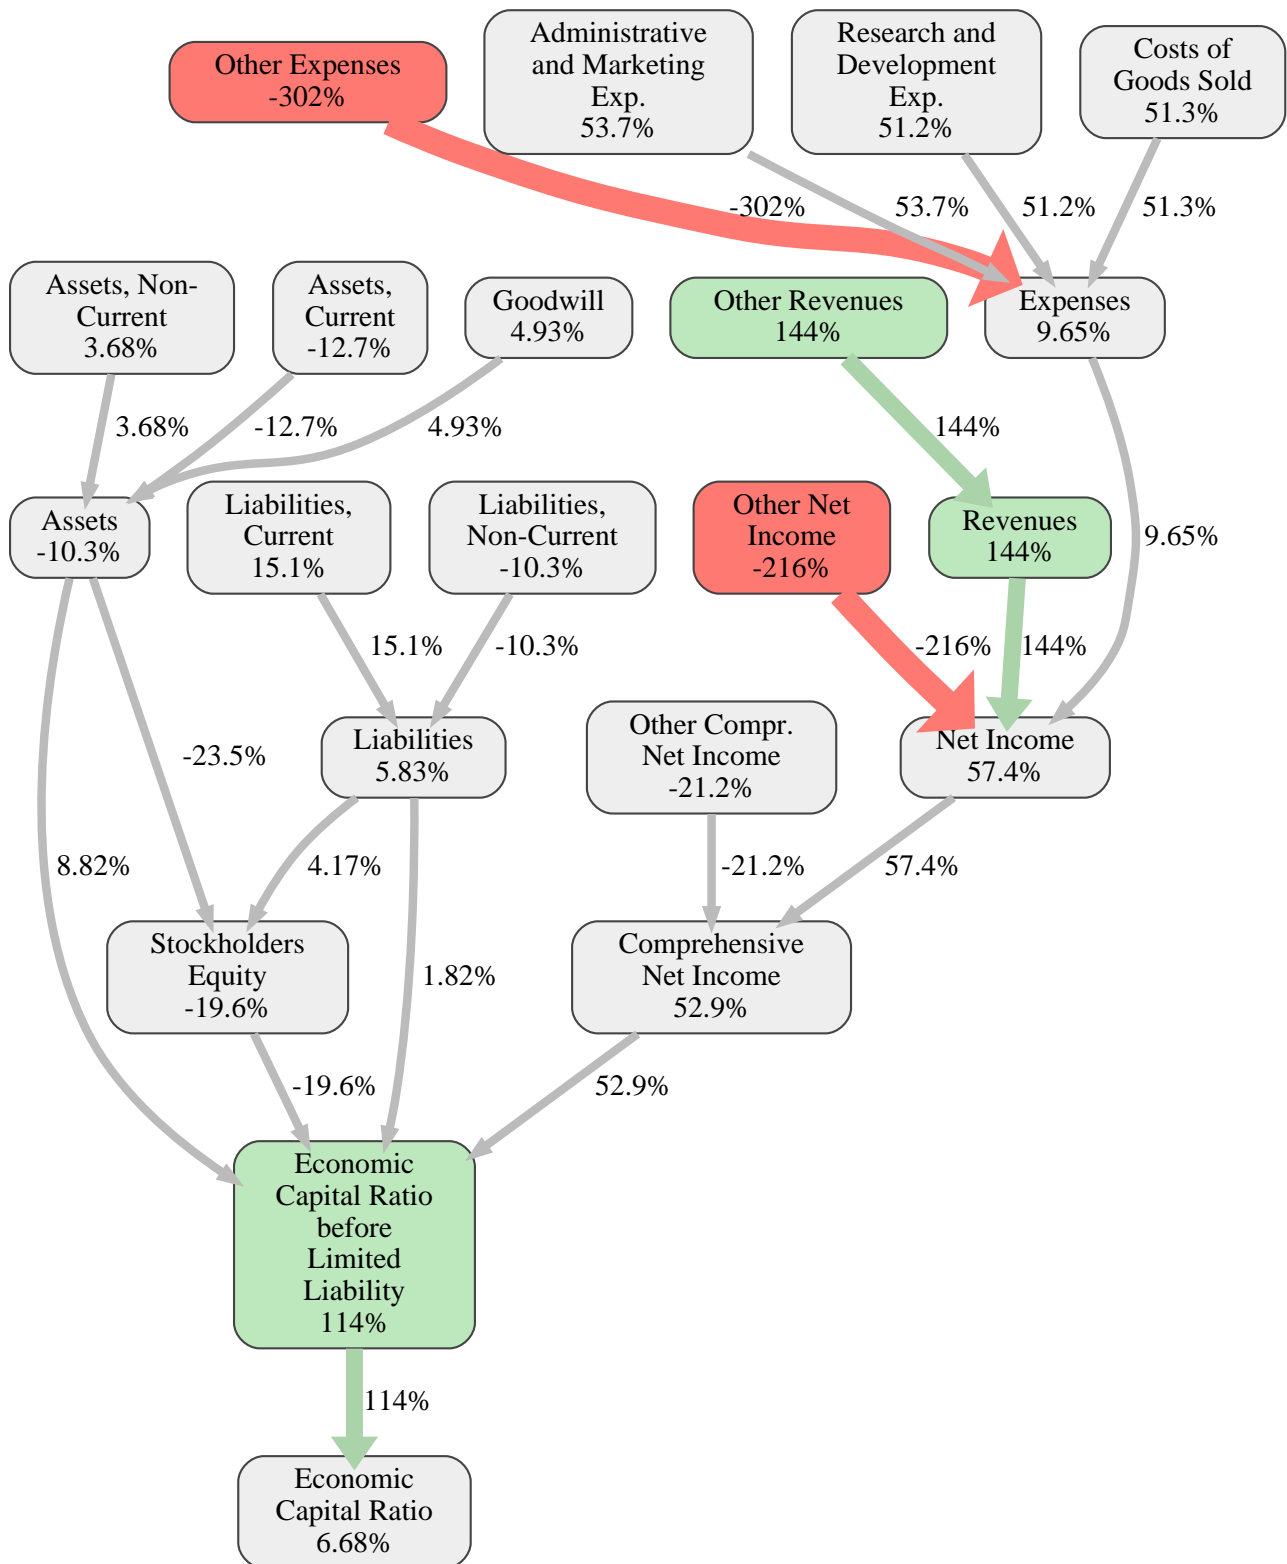 Other Expenses
-302%
Administrative
and Marketing
Exp.
53.7%
Research and
Development
Exp.
51.2%
Costs of
Goods Sold
51.3%
-302%
53.7%
51.2%
51.3%
Assets, Non-
Current
3.68%
Assets,
Current
-12.7%
Goodwill
4.93%
Other Revenues
144%
Expenses
9.65%
3.68%
-12.7%
4.93%
144%
Assets
-10.3%
Liabilities,
Current
15.1%
Liabilities,
Non-Current
-10.3%
Other Net
Income
-216%
Revenues
144%
9.65%
15.1%
-10.3%
-216%
144%
Liabilities
5.83%
Other Compr.
Net Income
-21.2%
Net Income
57.4%
-23.5%
8.82%
4.17%
-21.2%
57.4%
Stockholders
Equity
-19.6%
1.82%
Comprehensive
Net Income
52.9%
-19.6%
52.9%
Economic
Capital Ratio
before
Limited
Liability
114%
114%
Economic
Capital Ratio
6.68%